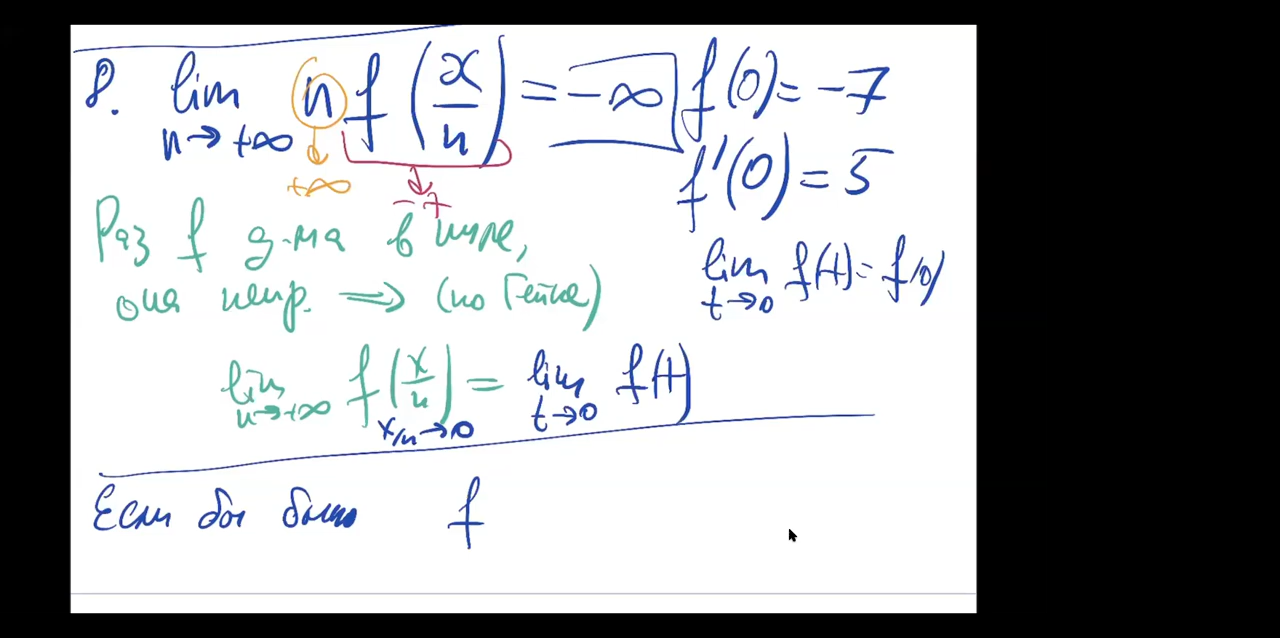 8. lim n→+∞ n f(x/n) = -∞ f(0) = -7
+∞ -7 f'(0) = 5
Раз f д-ма в нуле, lim t→0 f(t) = f(0)
она непр. ⟹ (по Гейне)
lim n→+∞ f(x/n) = lim t→0 f(t)
x/n→0
Если бы было f